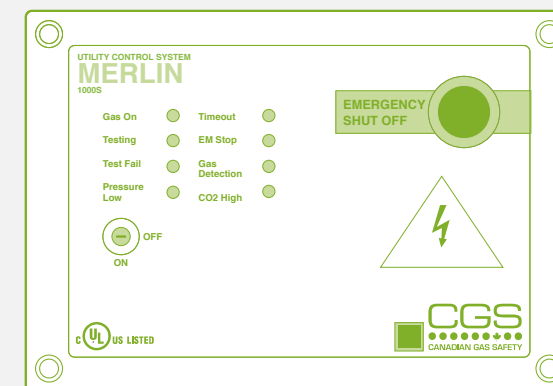 UTILITY CONTROL SYSTEM
MERLIN
1000S
Gas On
Testing
Test Fail
Pressure
Low
Timeout
EM Stop
Gas
Detection
CO2 High
OFF
ON
EMERGENCY
SHUT OFF
C UL US LISTED
CGS
CANADIAN GAS SAFETY